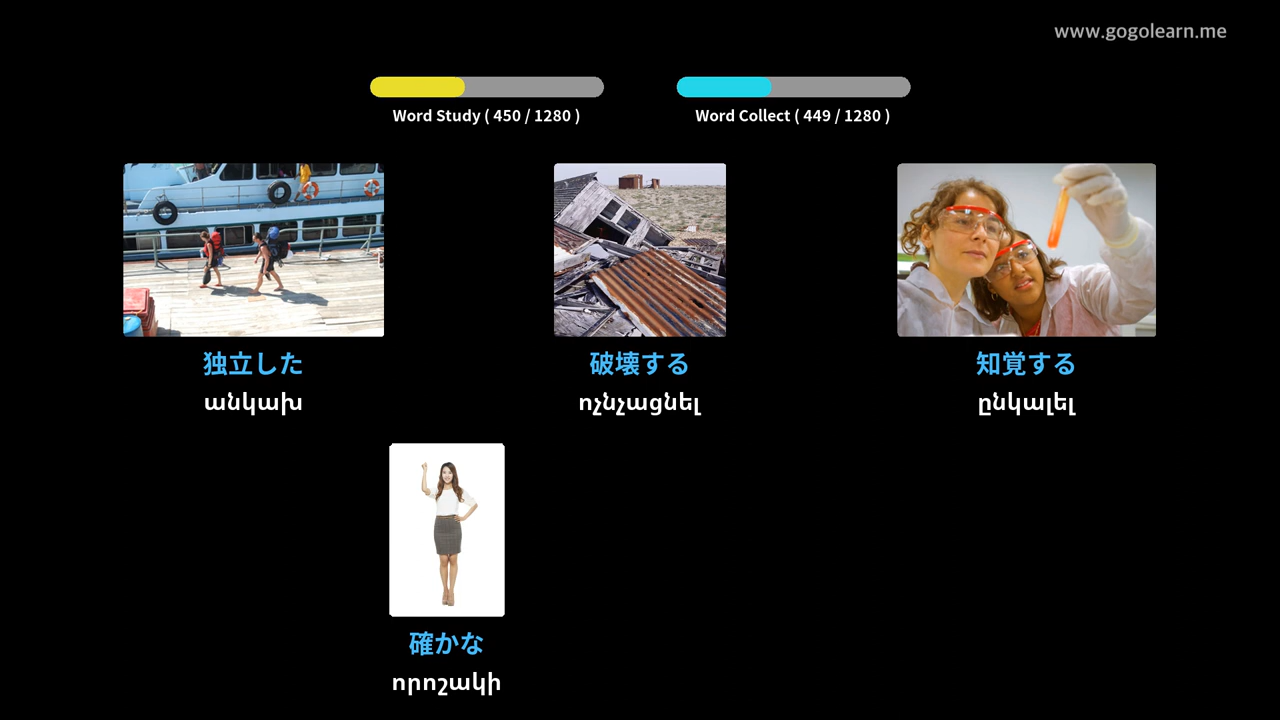 www.gogolearn.me
Word Study ( 450 / 1280 )
Word Collect ( 449 / 1280 )
独立した
անկախ
破壊する
ոչնչացնել
知覚する
ընկալել
確かな
որոշակի